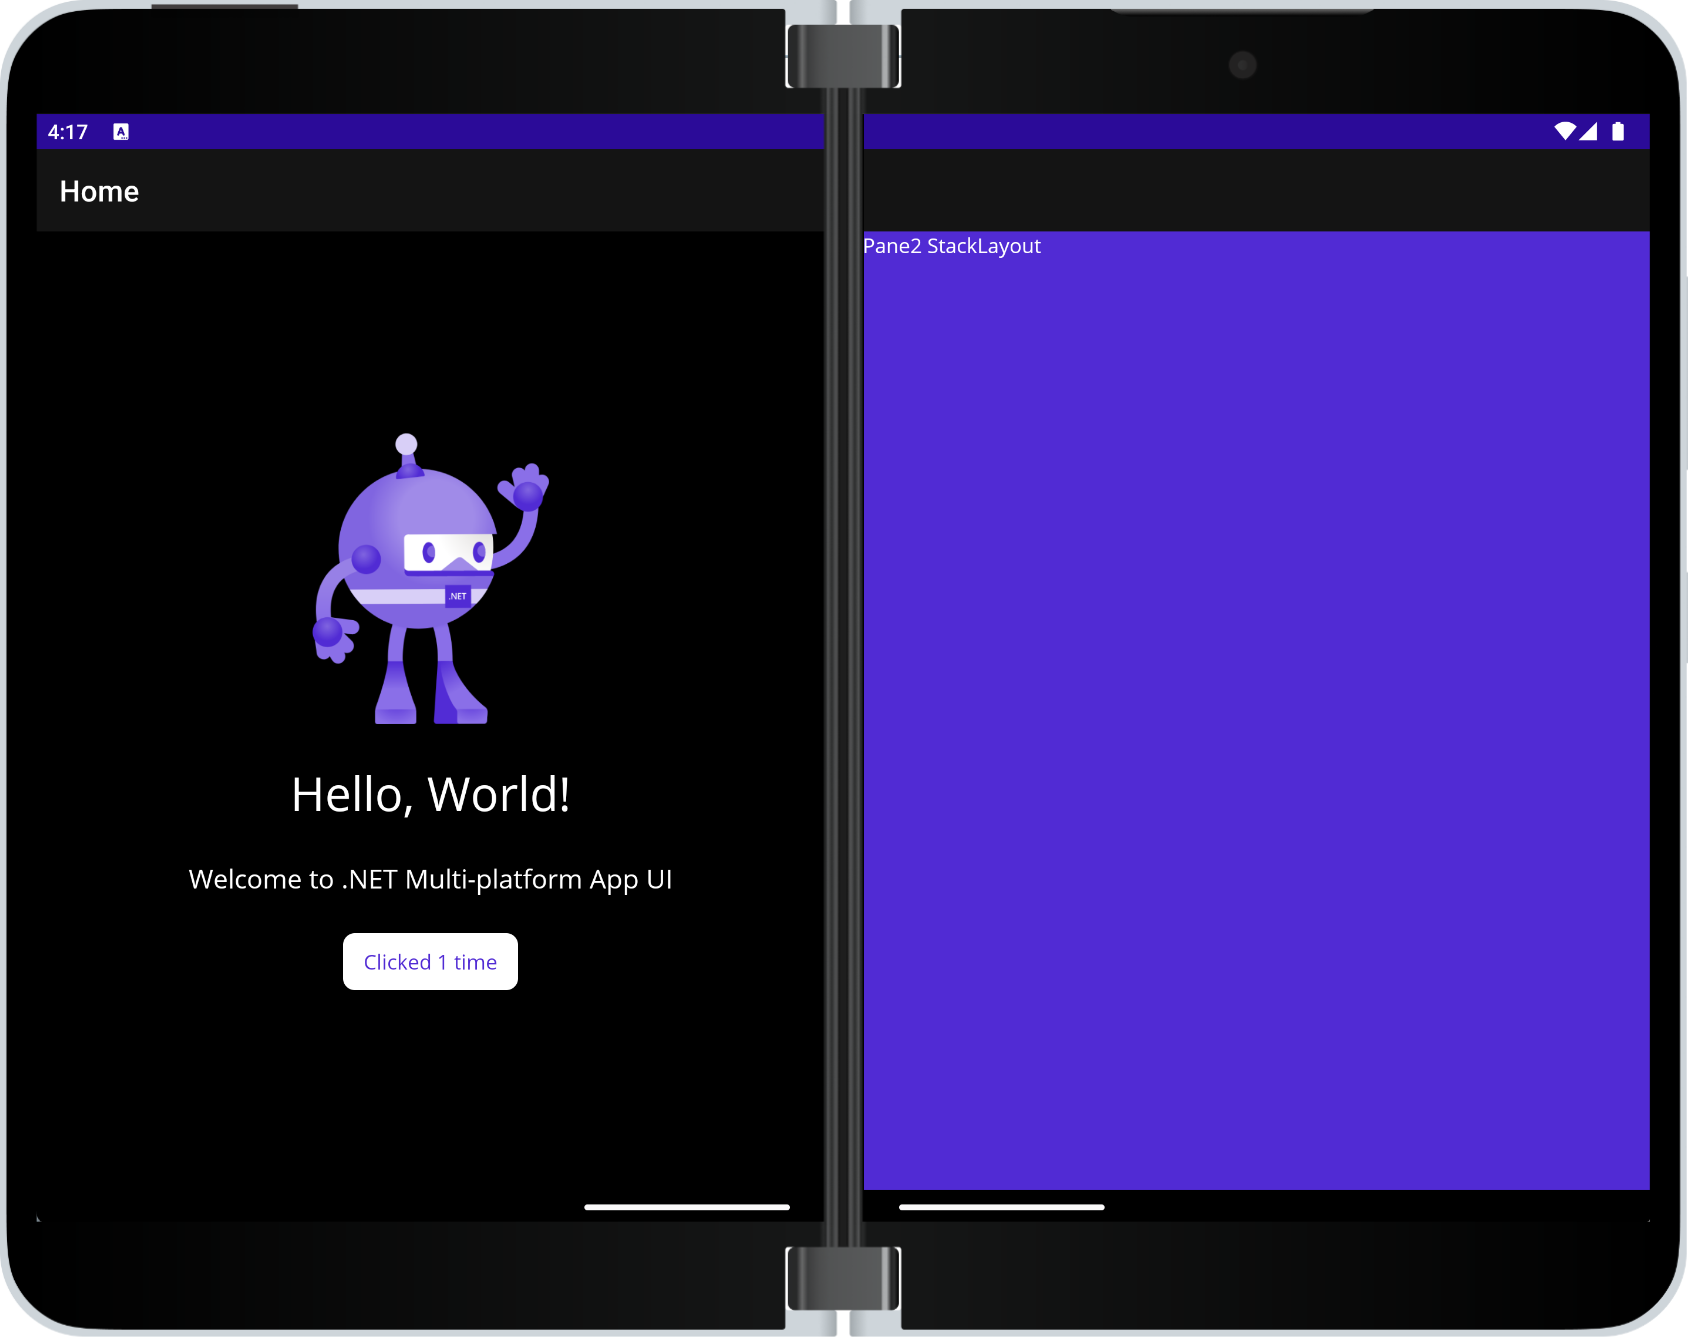 4:17
A
Home
Pane2 StackLayout
.NET
Hello, World!
Welcome to .NET Multi-platform App UI
Clicked 1 time